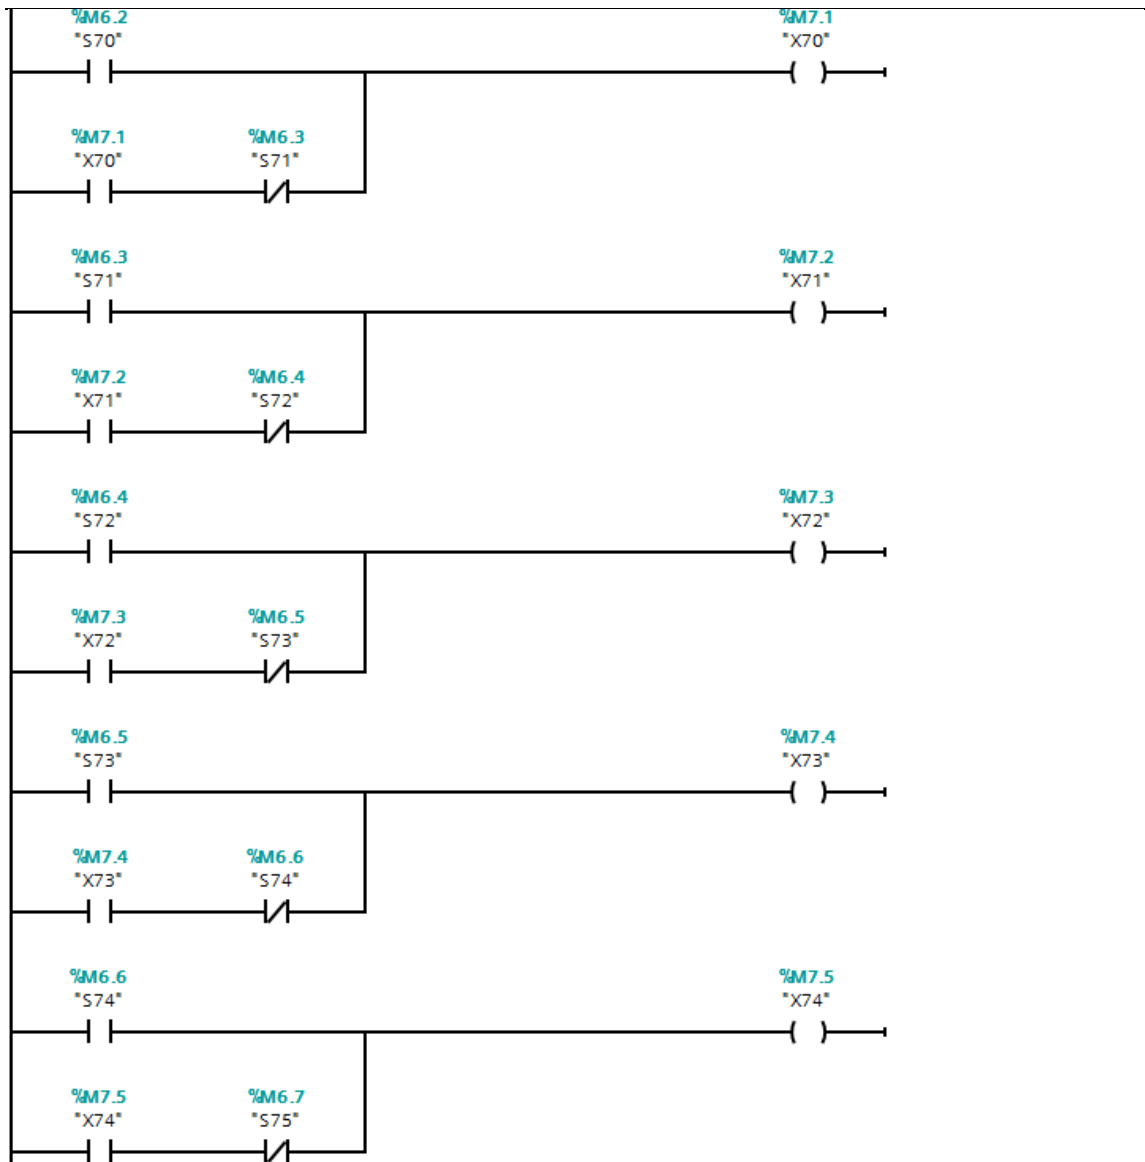 %M6.2 %M7.1
"S70" "X70"
%M7.1 %M6.3
"X70" "S71"
%M6.3 %M7.2
"S71" "X71"
%M7.2 %M6.4
"X71" "S72"
%M6.4 %M7.3
"S72" "X72"
%M7.3 %M6.5
"X72" "S73"
%M6.5 %M7.4
"S73" "X73"
%M7.4 %M6.6
"X73" "S74"
%M6.6 %M7.5
"S74" "X74"
%M7.5 %M6.7
"X74" "S75"